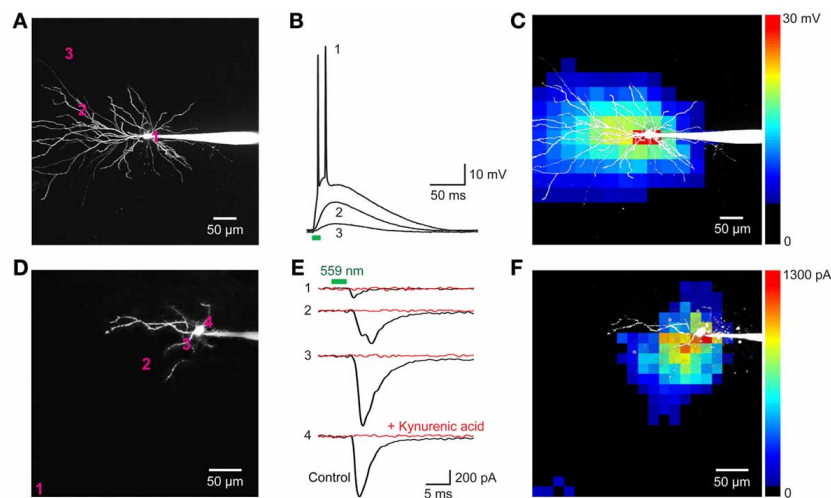 A
3
2
1
50 µm
B
1
2
3
10 mV
50 ms
C
30 mV
50 µm
0
D
4
3
2
1
50 µm
E
559 nm
1
2
3
4
+ Kynurenic acid
Control
200 pA
5 ms
F
1300 pA
50 µm
0